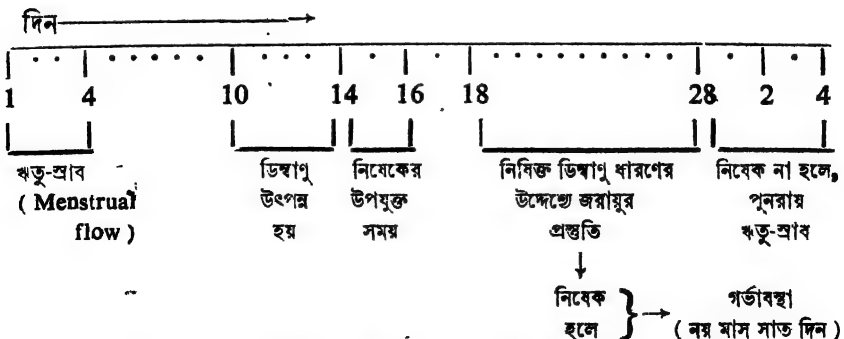 দিন
1 4 10 14 16 18 28 2 4
ঋতু-স্রাব
( Menstrual
flow )
ডিম্বাণু
উৎপন্ন
হয়
নিষেকের
উপযুক্ত
সময়
নিষিক্ত ডিম্বাণু ধারণের
উদ্দেশ্যে জরায়ুর
প্রস্তুতি
নিষেক না হলে,
পুনরায়
ঋতু-স্রাব
নিষেক
হলে
গর্ভাবস্থা
( নয় মাস সাত দিন )